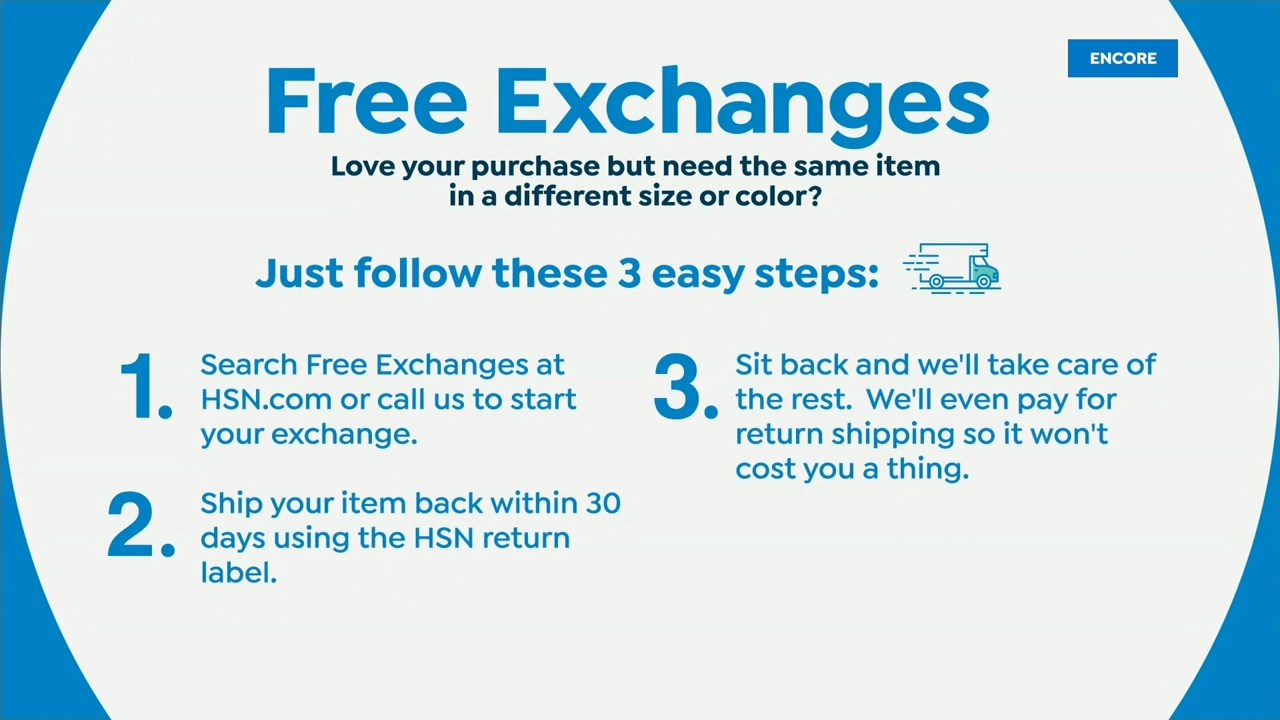 ENCORE
Free Exchanges
Love your purchase but need the same item
in a different size or color?
Just follow these 3 easy steps:
1. Search Free Exchanges at
HSN.com or call us to start
your exchange.
2. Ship your item back within 30
days using the HSN return
label.
3. Sit back and we'll take care of
the rest.  We'll even pay for
return shipping so it won't
cost you a thing.